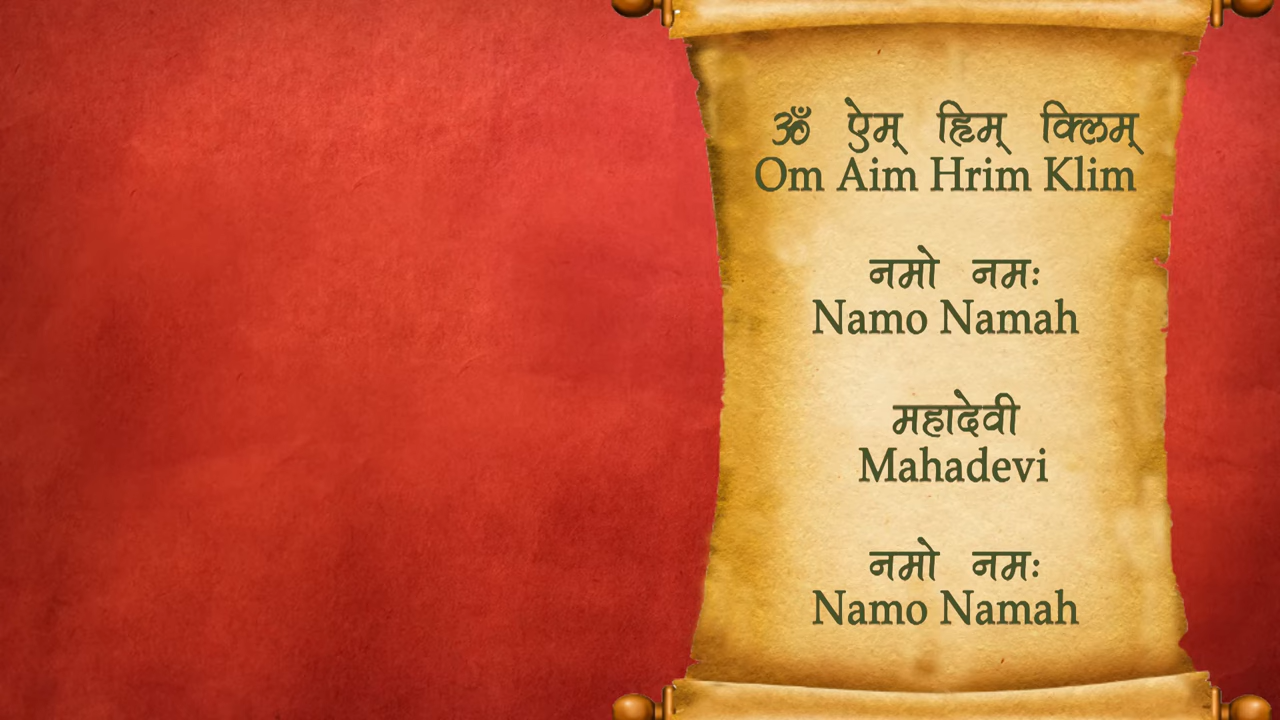 ॐ ऐम् ह्रिम् क्लिम्
Om Aim Hrim Klim
नमो नमः
Namo Namah
महादेवी
Mahadevi
नमो नमः
Namo Namah